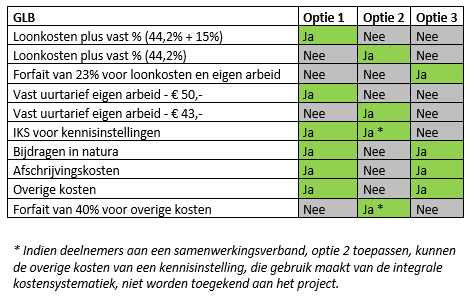 GLB Optie 1 Optie 2 Optie 3
Loonkosten plus vast % (44,2% + 15%) Ja Nee Nee
Loonkosten plus vast % (44,2%) Nee Ja Nee
Forfait van 23% voor loonkosten en eigen arbeid Nee Nee Ja
Vast uurtarief eigen arbeid - € 50,- Ja Nee Nee
Vast uurtarief eigen arbeid - € 43,- Nee Ja Nee
IKS voor kennisinstellingen Ja Ja * Nee
Bijdragen in natura Ja Nee Ja
Afschrijvingskosten Ja Nee Ja
Overige kosten Ja Nee Ja
Forfait van 40% voor overige kosten Nee Ja * Nee
* Indien deelnemers aan een samenwerkingsverband, optie 2 toepassen, kunnen
de overige kosten van een kennisinstelling, die gebruik maakt van de integrale
kostensystematiek, niet worden toegekend aan het project.